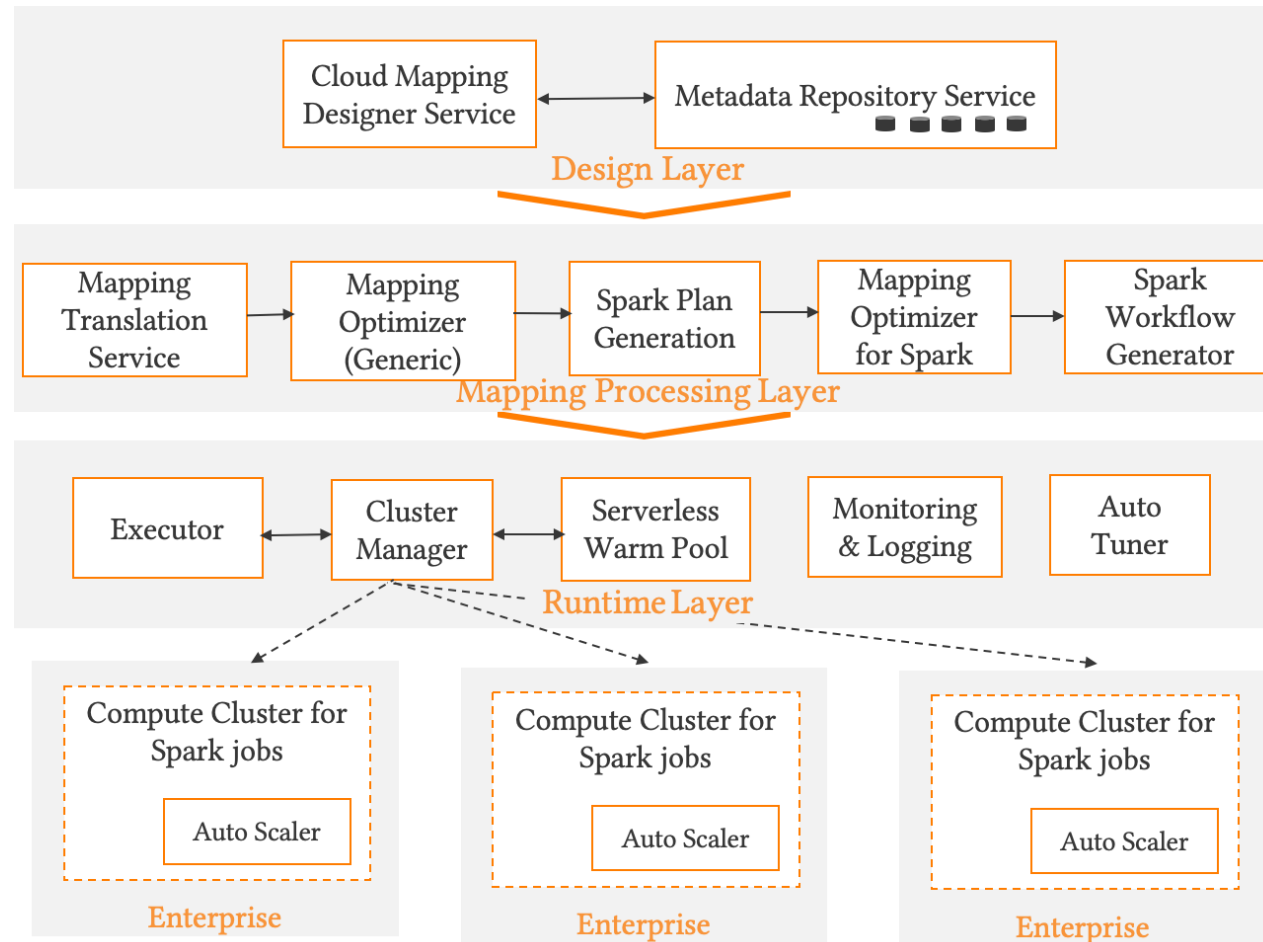 Cloud Mapping
Designer Service
Metadata Repository Service
Design Layer
Mapping
Translation
Service
Mapping
Optimizer
(Generic)
Spark Plan
Generation
Mapping
Optimizer
for Spark
Spark
Workflow
Generator
Mapping Processing Layer
Executor
Cluster
Manager
Serverless
Warm Pool
Monitoring
& Logging
Auto
Tuner
Runtime Layer
Compute Cluster for
Spark jobs
Auto Scaler
Enterprise
Compute Cluster for
Spark jobs
Auto Scaler
Enterprise
Compute Cluster for
Spark jobs
Auto Scaler
Enterprise